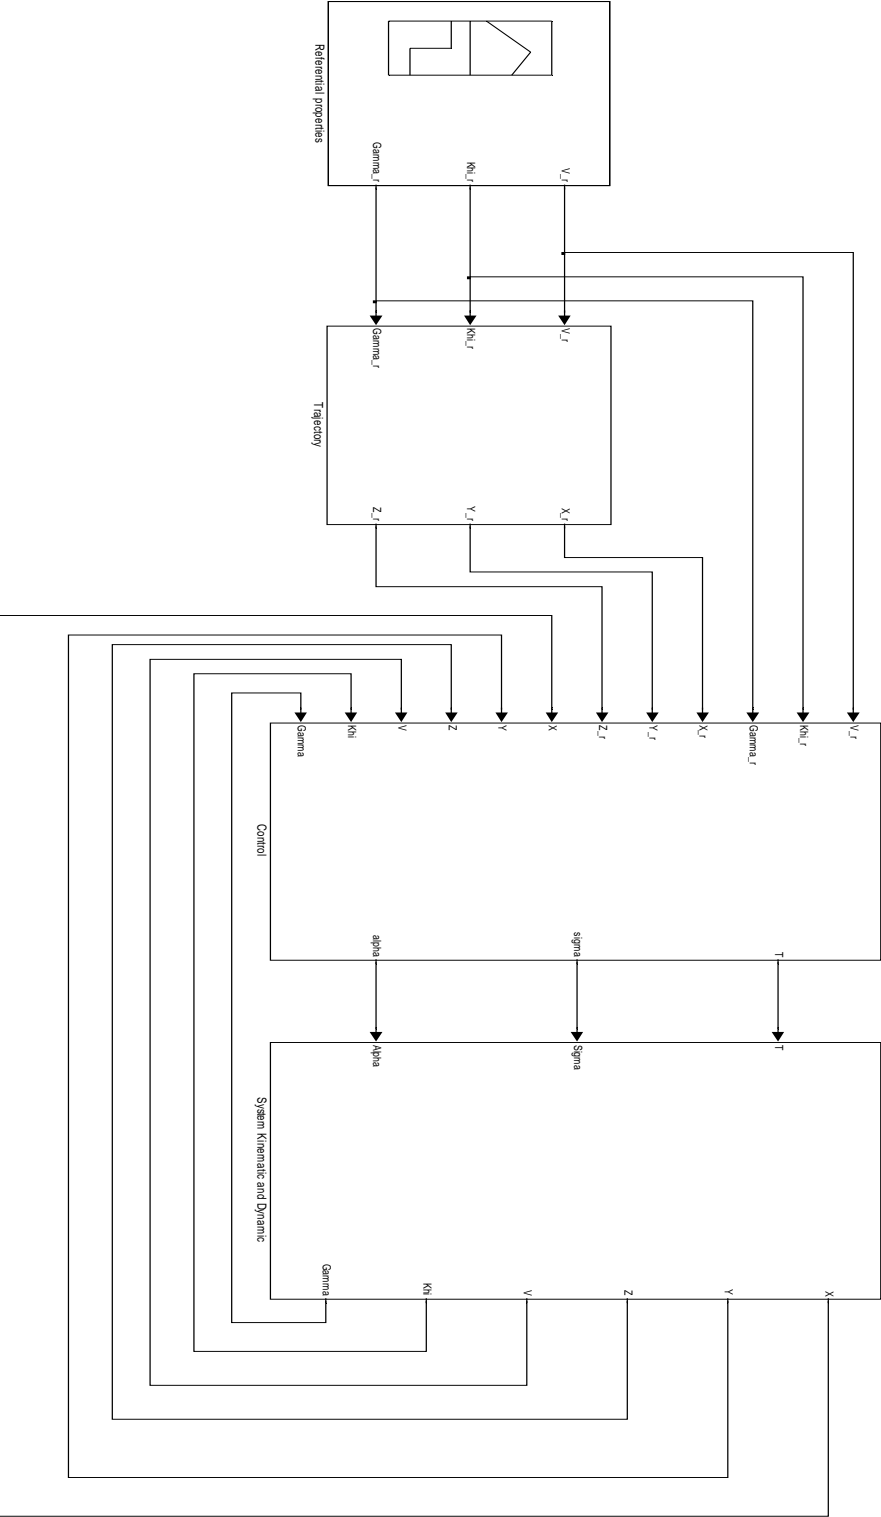 V_r
Khi_r
Gamma_r
Referential properties
V_r
Khi_r
Gamma_r
X_r
Y_r
Z_r
Trajectory
V_r
Khi_r
Gamma_r
X_r
Y_r
Z_r
X
Y
Z
V
Khi
Gamma
T
sigma
alpha
Control
T
Sigma
Alpha
X
Y
Z
V
Khi
Gamma
System Kinematic and Dynamic